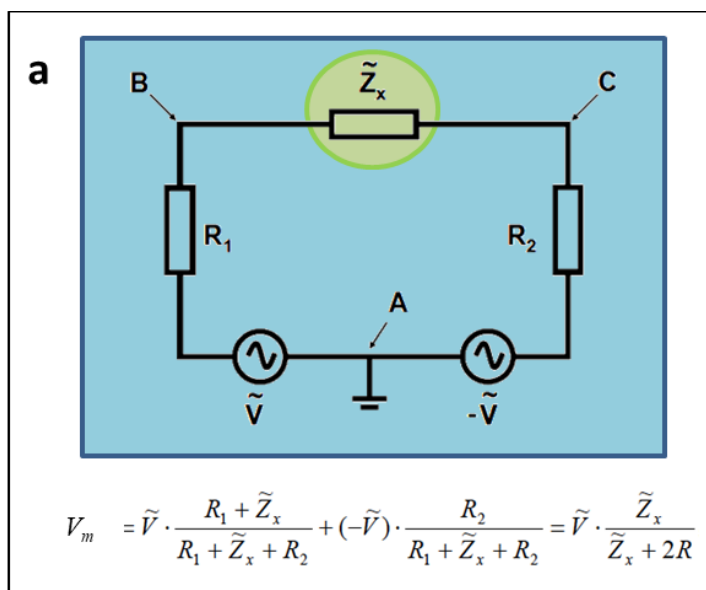 a
B
Z̃ₓ
C
R₁
R₂
A
Ṽ
-Ṽ
Vₘ = Ṽ · (R₁ + Z̃ₓ)/(R₁ + Z̃ₓ + R₂) + (−Ṽ) · R₂/(R₁ + Z̃ₓ + R₂) = Ṽ · Z̃ₓ/(Z̃ₓ + 2R)